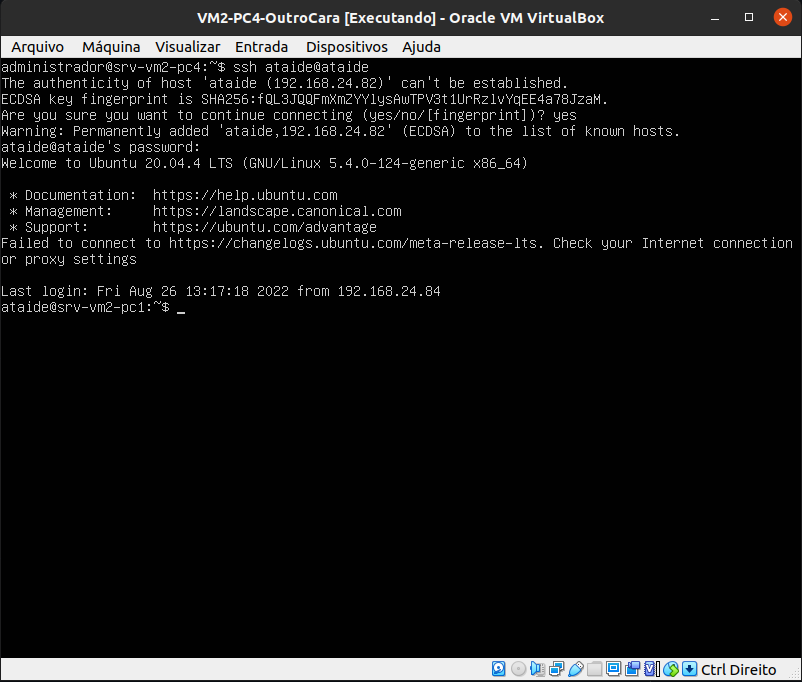 VM2-PC4-OutroCara [Executando] - Oracle VM VirtualBox
Arquivo Máquina Visualizar Entrada Dispositivos Ajuda
administrador@srv-vm2-pc4:~$ ssh ataide@ataide
The authenticity of host 'ataide (192.168.24.82)' can't be established.
ECDSA key fingerprint is SHA256:fQL3JQQFmXmZYYlysAwTPV3t1UrRzlvYqEE4a78JzaM.
Are you sure you want to continue connecting (yes/no/[fingerprint])? yes
Warning: Permanently added 'ataide,192.168.24.82' (ECDSA) to the list of known hosts.
ataide@ataide's password:
Welcome to Ubuntu 20.04.4 LTS (GNU/Linux 5.4.0-124-generic x86_64)
* Documentation: https://help.ubuntu.com
* Management: https://landscape.canonical.com
* Support: https://ubuntu.com/advantage
Failed to connect to https://changelogs.ubuntu.com/meta-release-lts. Check your Internet connection
or proxy settings
Last login: Fri Aug 26 13:17:18 2022 from 192.168.24.84
ataide@srv-vm2-pc1:~$ _
Ctrl Direito